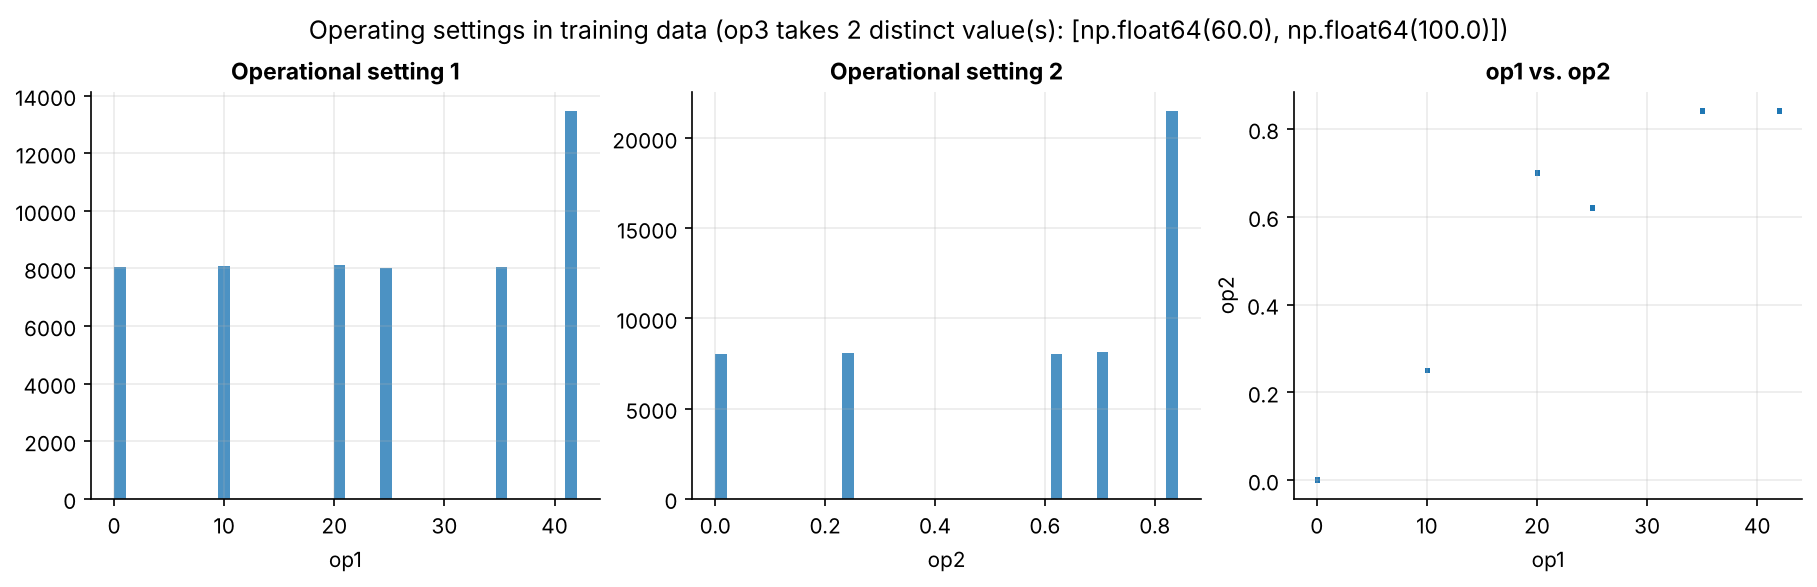 Operating settings in training data (op3 takes 2 distinct value(s): [np.float64(60.0), np.float64(100.0)])
Operational setting 1
14000
12000
10000
8000
6000
4000
2000
0
0 10 20 30 40
op1
Operational setting 2
20000
15000
10000
5000
0
0.0 0.2 0.4 0.6 0.8
op2
op1 vs. op2
op2
0.8
0.6
0.4
0.2
0.0
0 10 20 30 40
op1